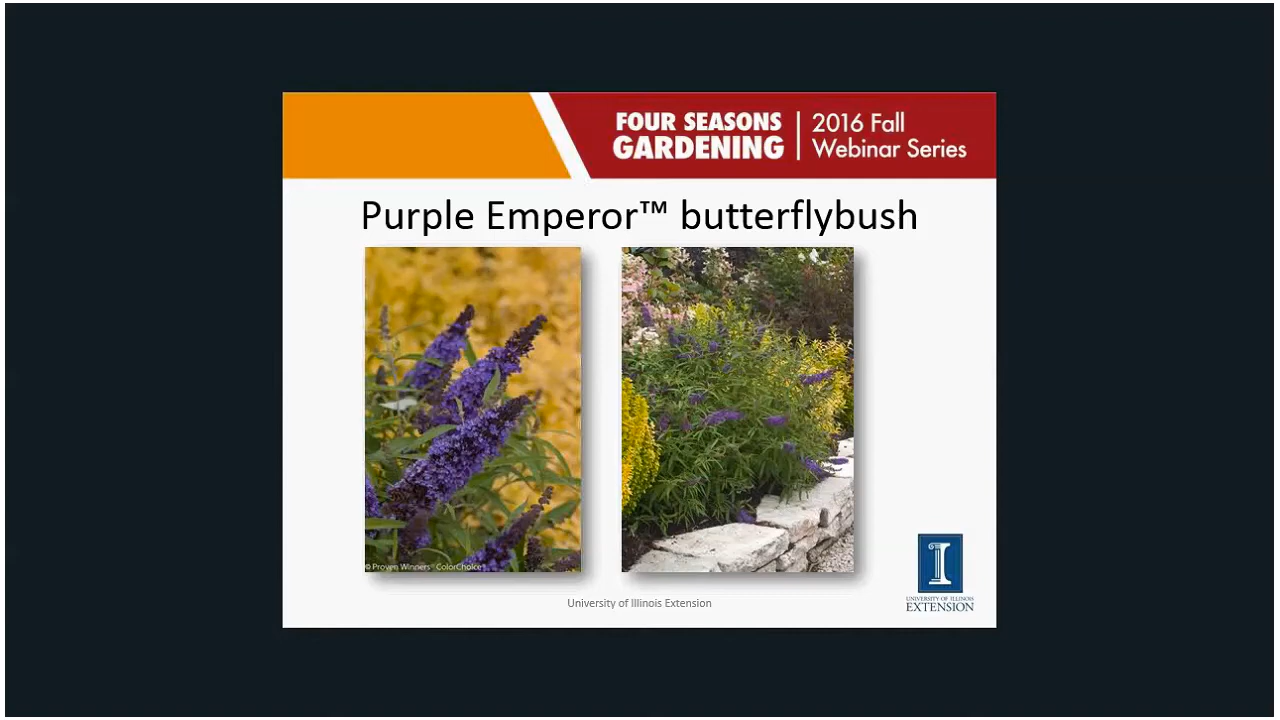 FOUR SEASONS
GARDENING
2016 Fall
Webinar Series
Purple Emperor™ butterflybush
© Proven Winners® ColorChoice®
University of Illinois Extension
I
UNIVERSITY OF ILLINOIS
EXTENSION